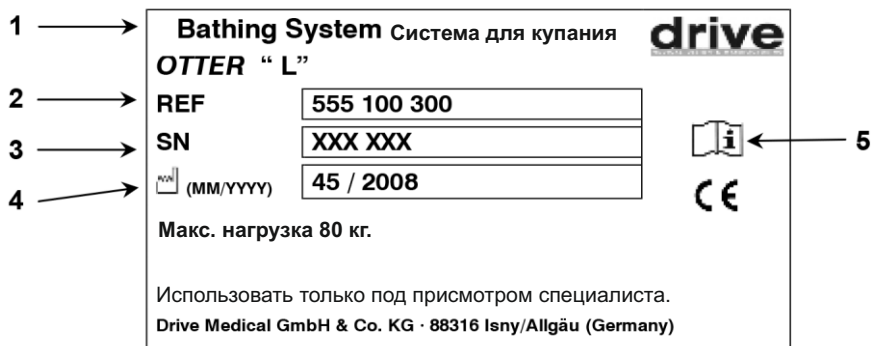 1 Bathing System Система для купания drive
OTTER “ L”
2 REF 555 100 300
3 SN XXX XXX 5
4 (MM/YYYY) 45 / 2008
Макс. нагрузка 80 кг.
Использовать только под присмотром специалиста.
Drive Medical GmbH & Co. KG · 88316 Isny/Allgäu (Germany)